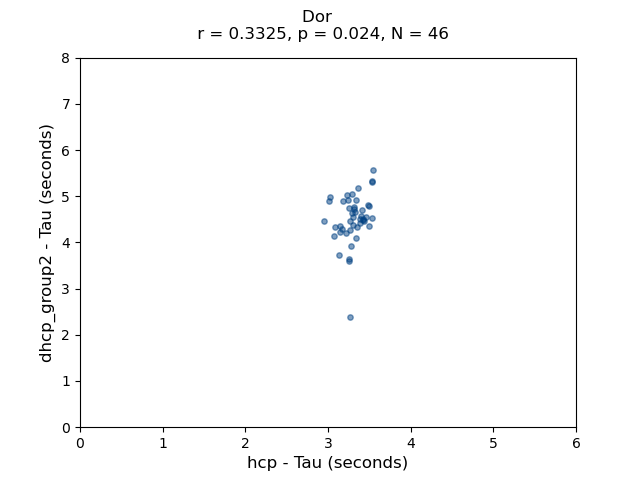 Dor
r = 0.3325, p = 0.024, N = 46
8
7
6
5
4
3
2
1
0
dhcp_group2 - Tau (seconds)
0 1 2 3 4 5 6
hcp - Tau (seconds)